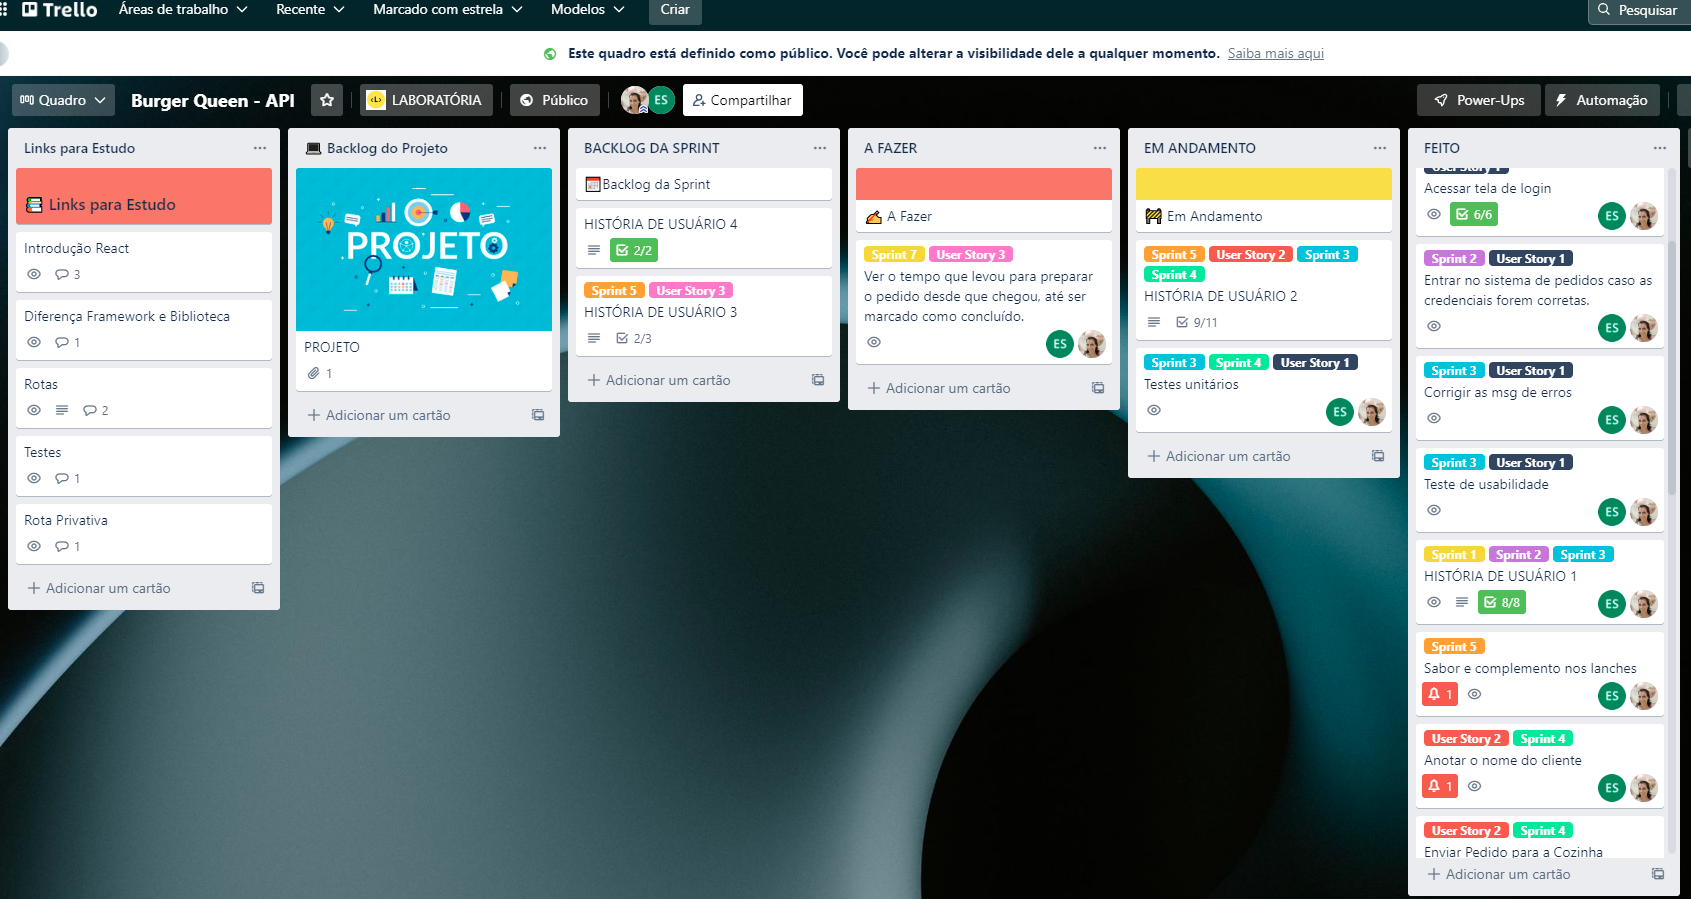 Trello
Áreas de trabalho
Recente
Marcado com estrela
Modelos
Criar
Pesquisar
Este quadro está definido como público. Você pode alterar a visibilidade dele a qualquer momento. Saiba mais aqui
Quadro
Burger Queen - API
LABORATÓRIA
Público
ES
Compartilhar
Power-Ups
Automação
Links para Estudo
Links para Estudo
Introdução React
3
Diferença Framework e Biblioteca
1
Rotas
2
Testes
1
Rota Privativa
1
Adicionar um cartão
Backlog do Projeto
PROJETO
PROJETO
1
Adicionar um cartão
BACKLOG DA SPRINT
Backlog da Sprint
HISTÓRIA DE USUÁRIO 4
2/2
Sprint 5 User Story 3
HISTÓRIA DE USUÁRIO 3
2/3
Adicionar um cartão
A FAZER
A Fazer
Sprint 7 User Story 3
Ver o tempo que levou para preparar
o pedido desde que chegou, até ser
marcado como concluído.
ES
Adicionar um cartão
EM ANDAMENTO
Em Andamento
Sprint 5 User Story 2 Sprint 3
Sprint 4
HISTÓRIA DE USUÁRIO 2
9/11
Sprint 3 Sprint 4 User Story 1
Testes unitários
ES
Adicionar um cartão
FEITO
User Story 1
Acessar tela de login
6/6
ES
Sprint 2 User Story 1
Entrar no sistema de pedidos caso as
credenciais forem corretas.
ES
Sprint 3 User Story 1
Corrigir as msg de erros
ES
Sprint 3 User Story 1
Teste de usabilidade
ES
Sprint 1 Sprint 2 Sprint 3
HISTÓRIA DE USUÁRIO 1
8/8
ES
Sprint 5
Sabor e complemento nos lanches
1
ES
User Story 2 Sprint 4
Anotar o nome do cliente
1
ES
User Story 2 Sprint 4
Enviar Pedido para a Cozinha
Adicionar um cartão